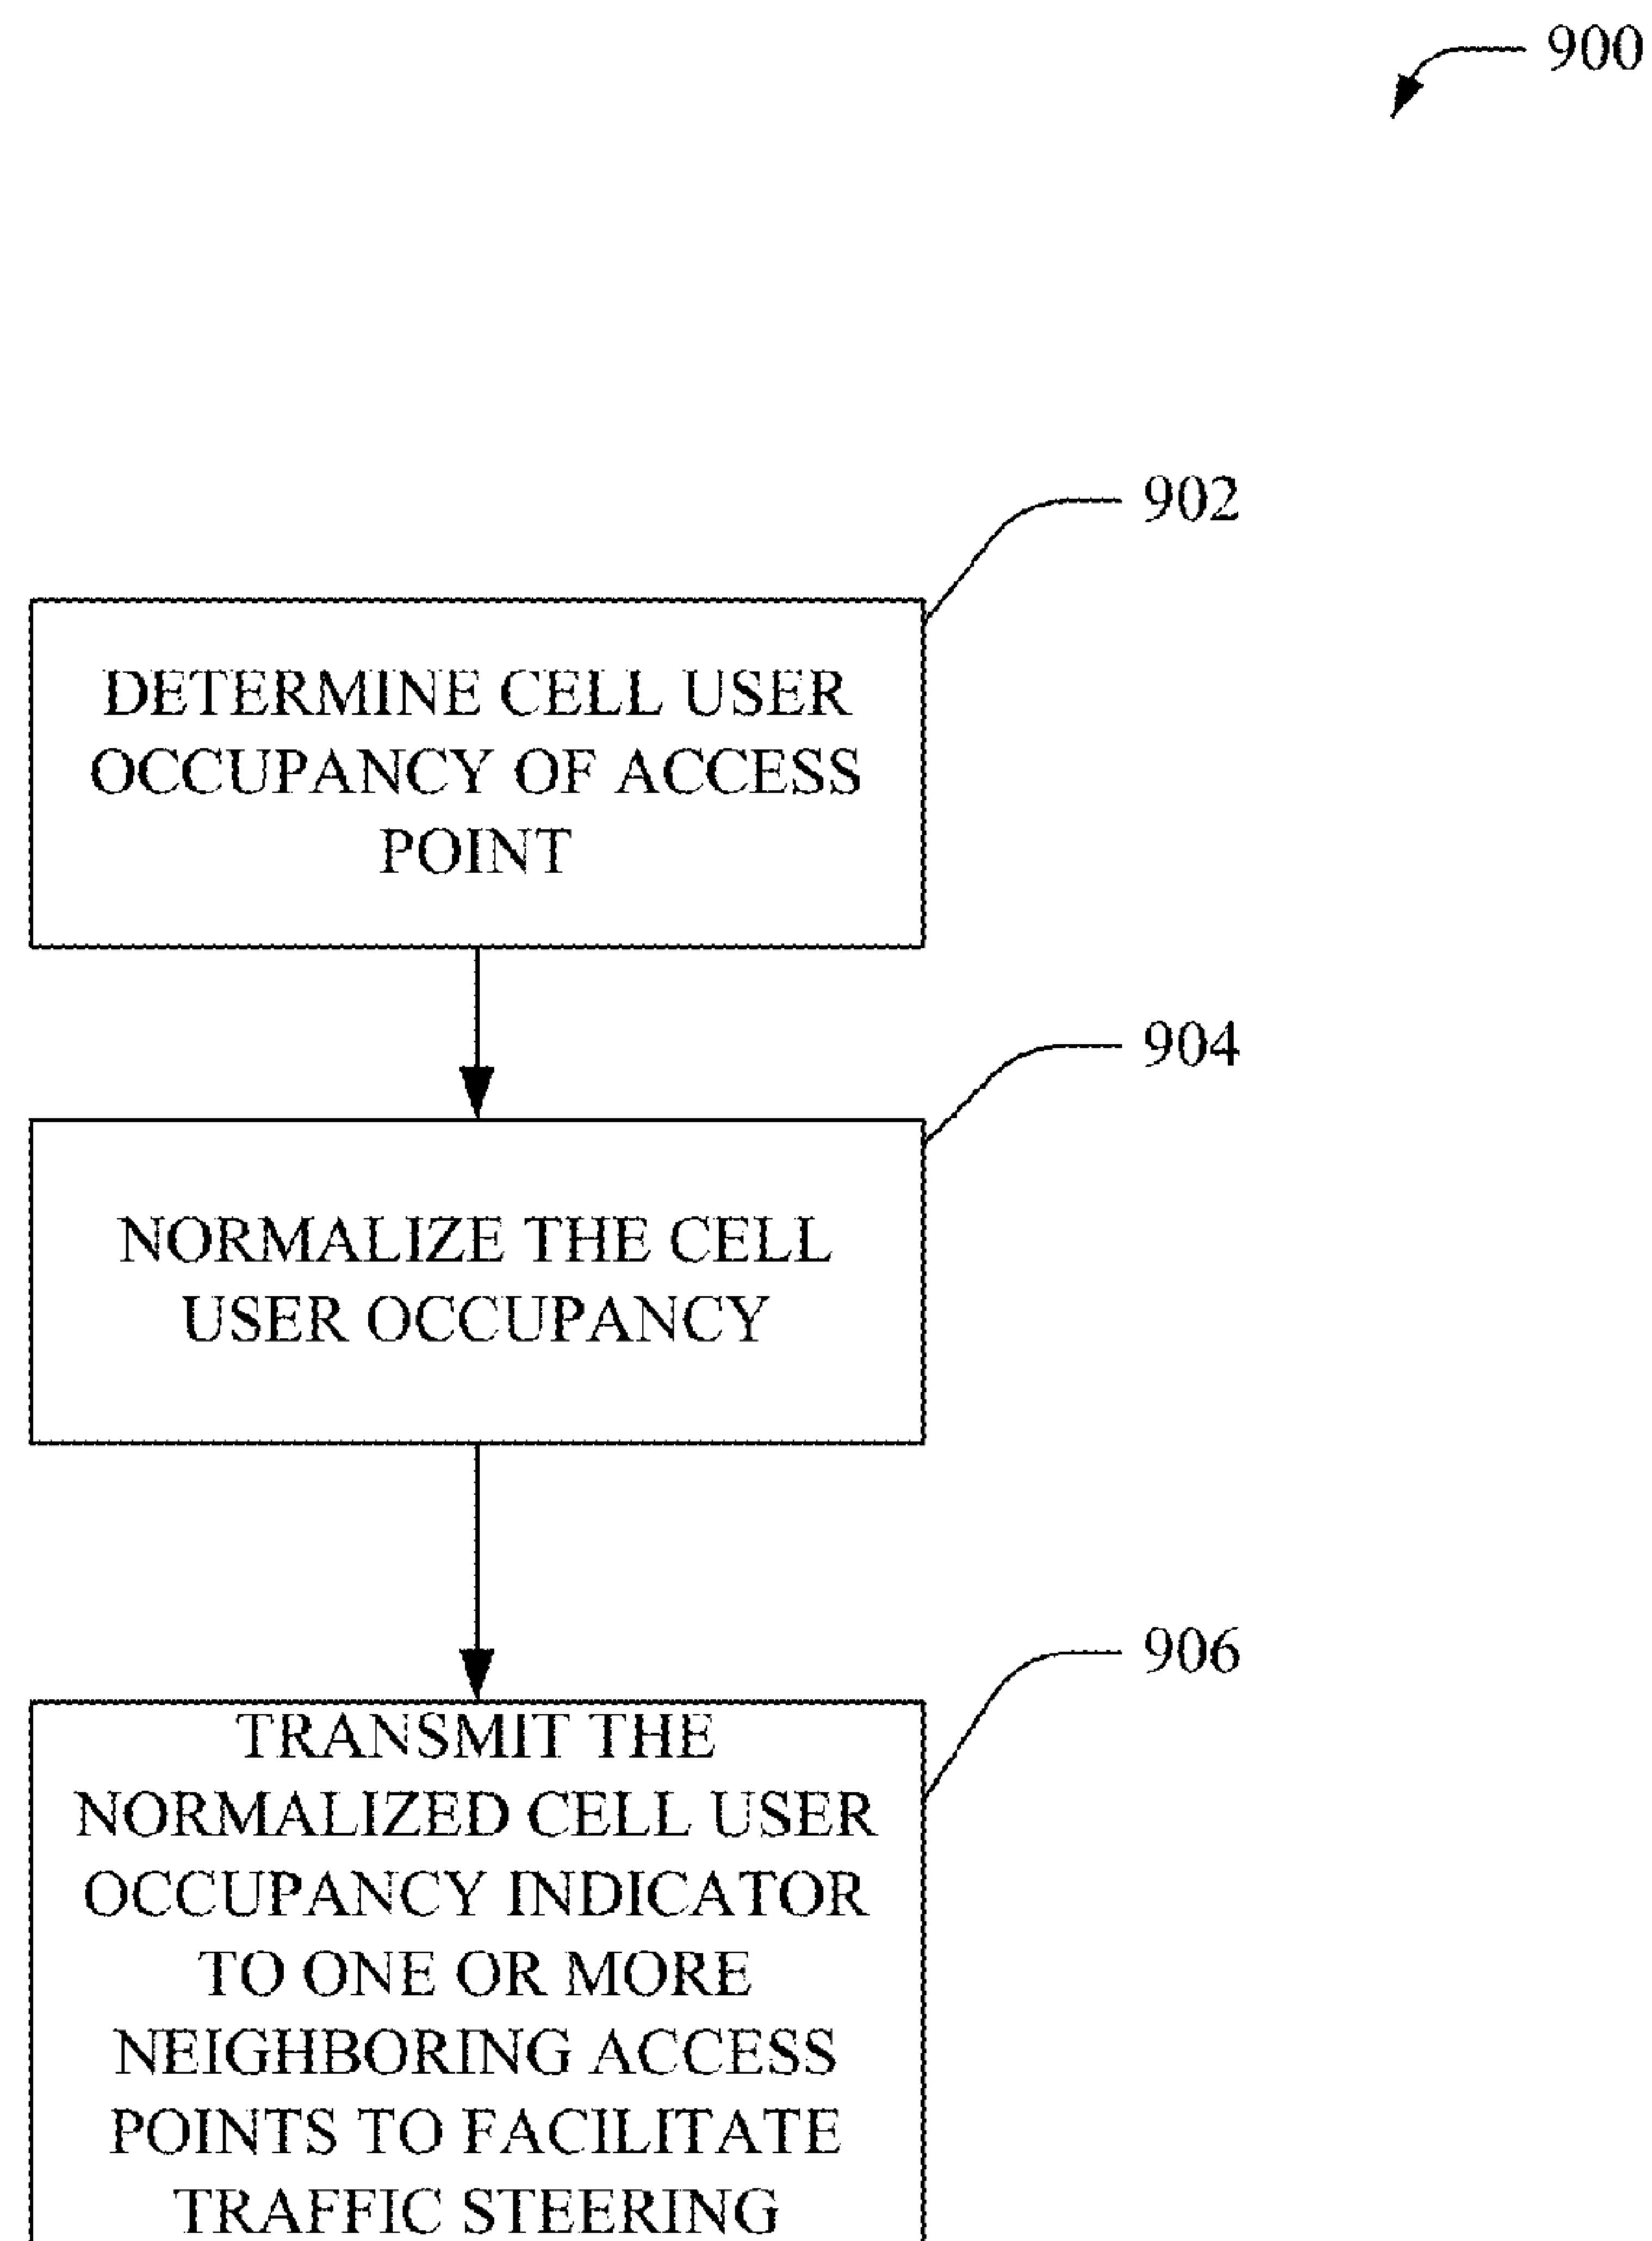 900
902
DETERMINE CELL USER
OCCUPANCY OF ACCESS
POINT
904
NORMALIZE THE CELL
USER OCCUPANCY
906
TRANSMIT THE
NORMALIZED CELL USER
OCCUPANCY INDICATOR
TO ONE OR MORE
NEIGHBORING ACCESS
POINTS TO FACILITATE
TRAFFIC STEERING